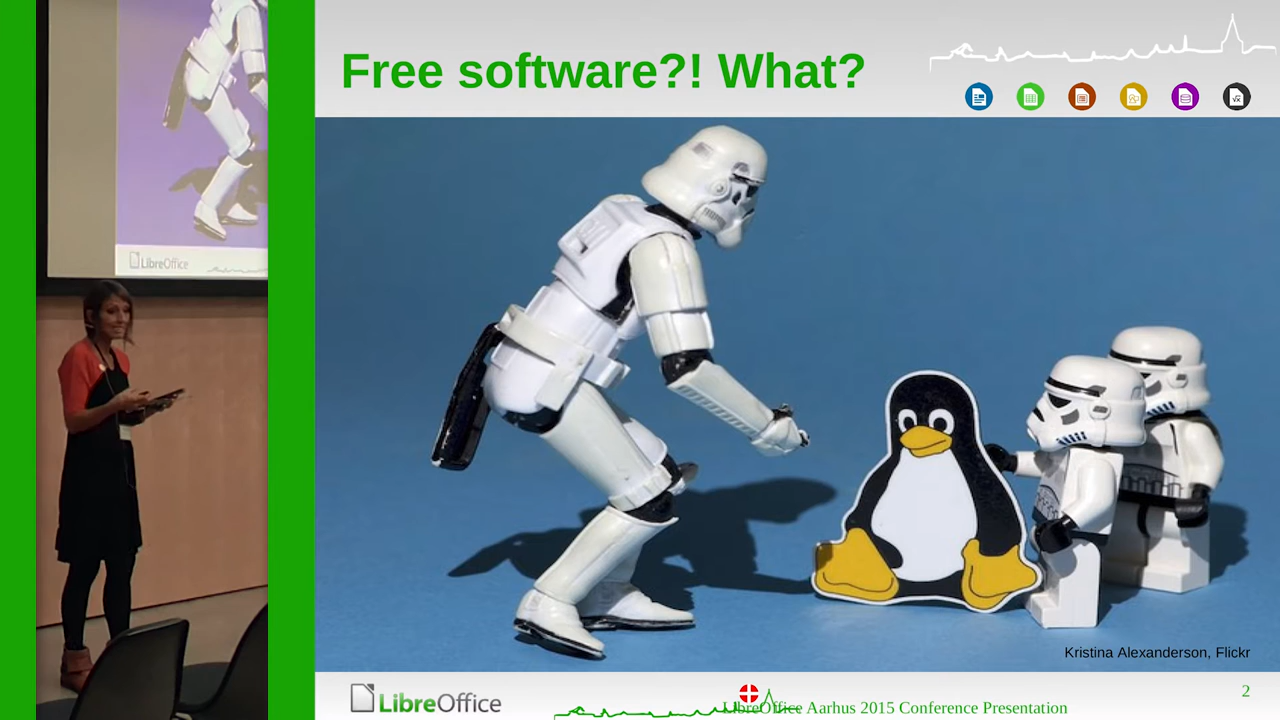 LibreOffice
Free software?! What?
Kristina Alexanderson, Flickr
LibreOffice
LibreOffice Aarhus 2015 Conference Presentation
2